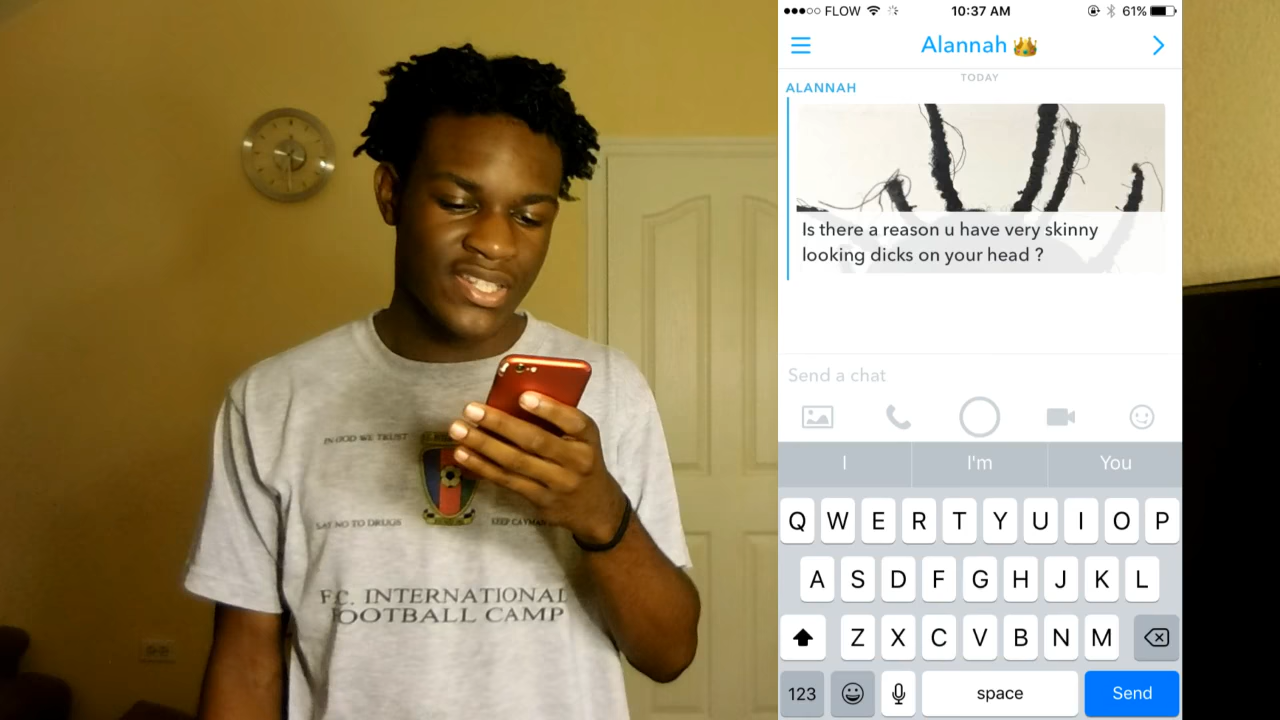 IN GOD WE TRUST
SAY NO TO DRUGS
KEEP CAYMAN
F.C. INTERNATIONAL
FOOTBALL CAMP
FLOW
10:37 AM
61%
Alannah
TODAY
ALANNAH
Is there a reason u have very skinny
looking dicks on your head ?
Send a chat
I I'm You
Q W E R T Y U I O P
A S D F G H J K L
Z X C V B N M
123 space Send